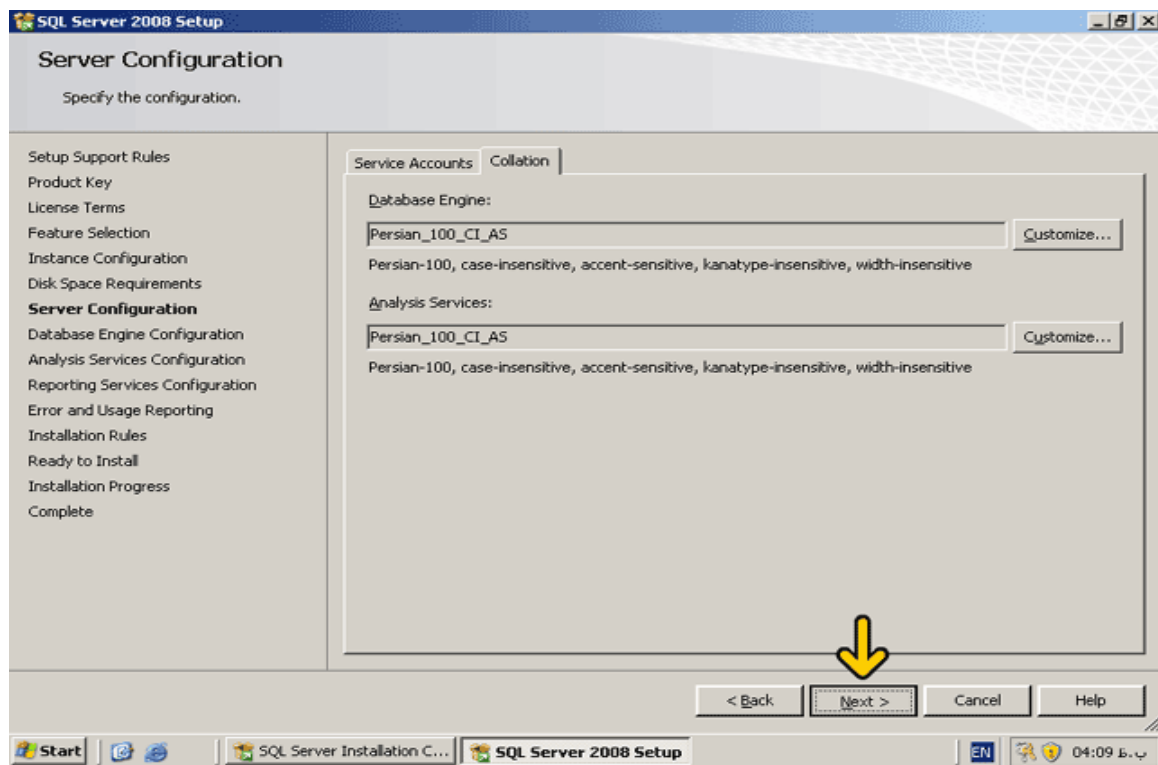 SQL Server 2008 Setup
Server Configuration
Specify the configuration.
Setup Support Rules
Product Key
License Terms
Feature Selection
Instance Configuration
Disk Space Requirements
Server Configuration
Database Engine Configuration
Analysis Services Configuration
Reporting Services Configuration
Error and Usage Reporting
Installation Rules
Ready to Install
Installation Progress
Complete
Service Accounts Collation
Database Engine:
Persian_100_CI_AS Customize...
Persian-100, case-insensitive, accent-sensitive, kanatype-insensitive, width-insensitive
Analysis Services:
Persian_100_CI_AS Customize...
Persian-100, case-insensitive, accent-sensitive, kanatype-insensitive, width-insensitive
< Back Next > Cancel Help
Start SQL Server Installation C... SQL Server 2008 Setup EN 04:09 ب.ظ